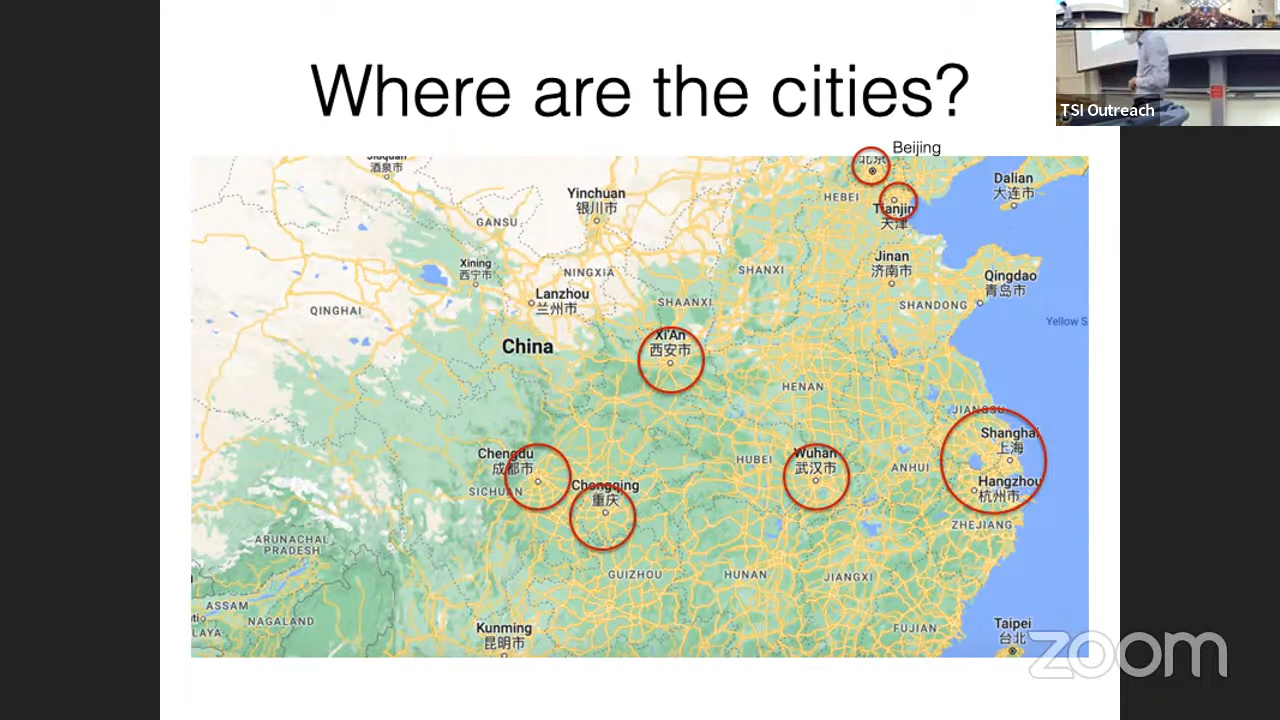 Where are the cities?
TSI Outreach
Beijing
北京
Jiuquan
酒泉市
Yinchuan
银川市
Dalian
大连市
HEBEI
Tianjin
天津
GANSU
Xining
西宁市
NINGXIA
SHANXI
Jinan
济南市
Qingdao
青岛市
Lanzhou
兰州市
SHAANXI
SHANDONG
QINGHAI
Yellow S
China
Xi'An
西安市
HENAN
JIANGSU
Shanghai
上海
Chengdu
成都市
SICHUAN
Chongqing
重庆
HUBEI
Wuhan
武汉市
ANHUI
Hangzhou
杭州市
ZHEJIANG
ARUNACHAL
PRADESH
GUIZHOU
HUNAN
JIANGXI
ASSAM
NAGALAND
LAYA
Kunming
昆明市
FUJIAN
Taipei
台北
zoom